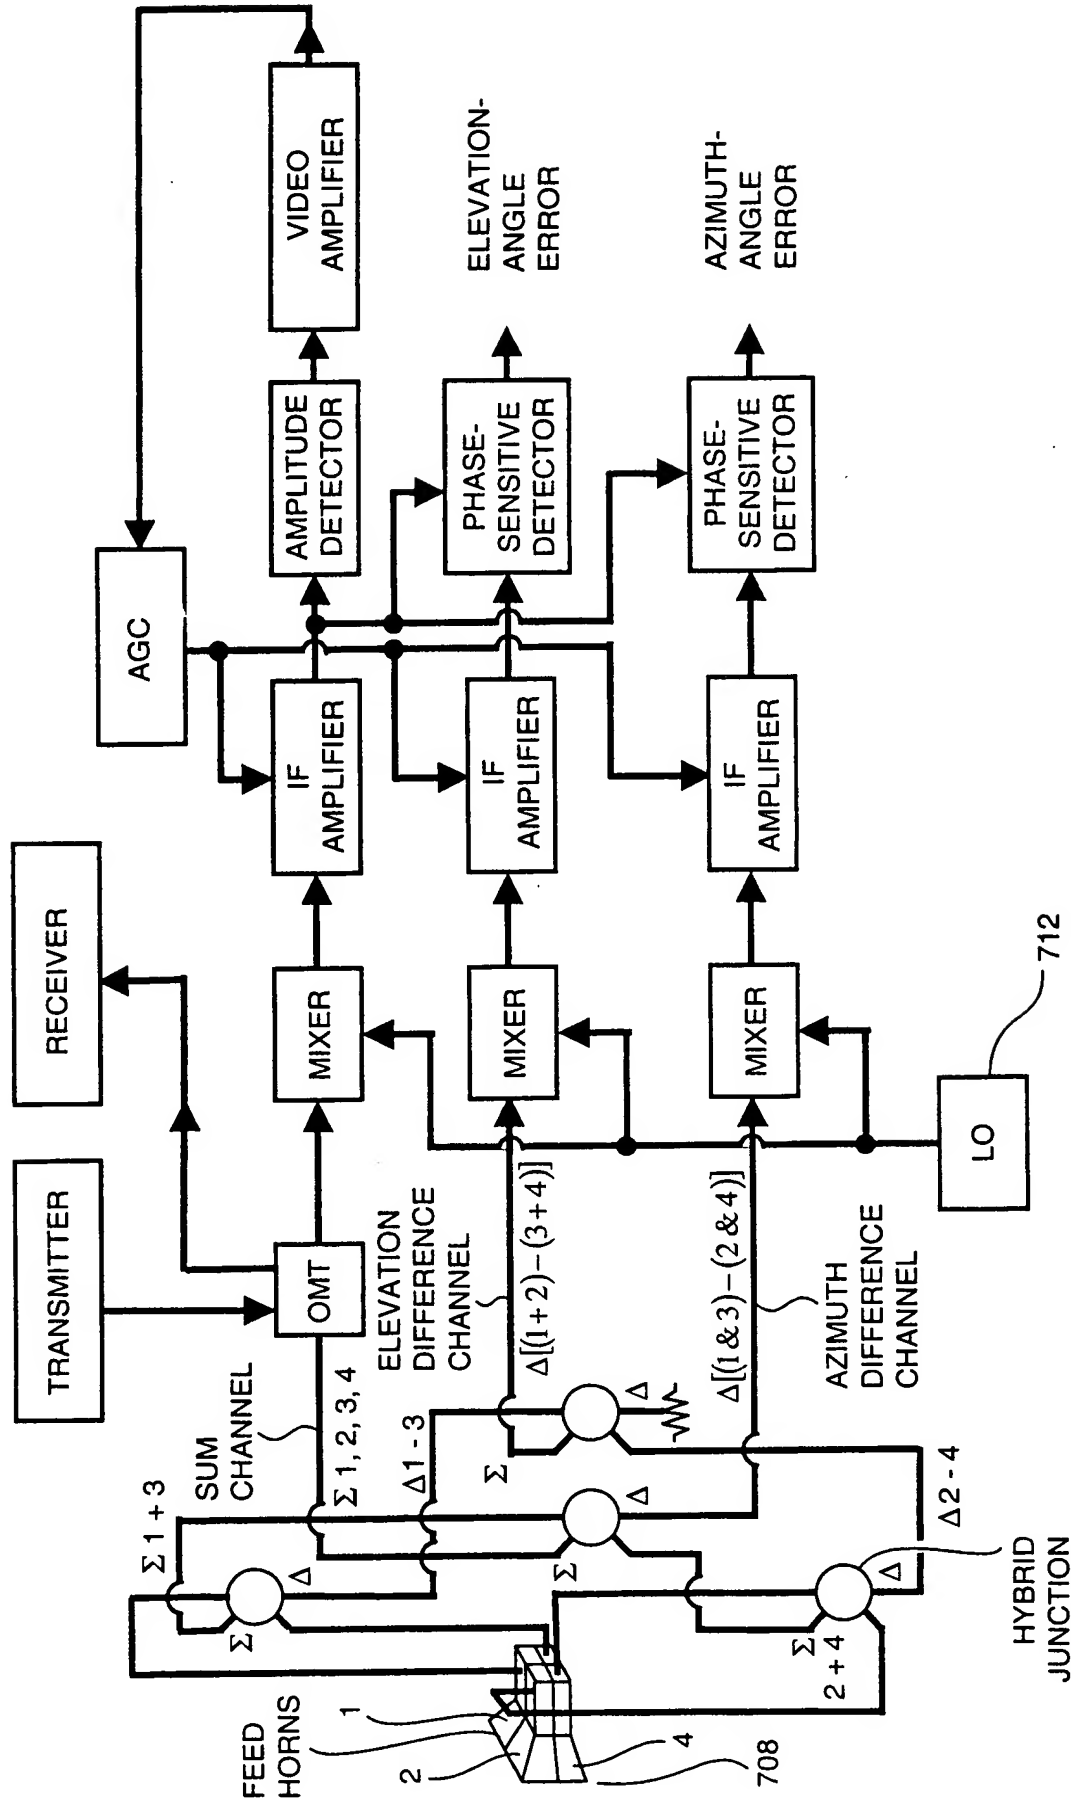 TRANSMITTER
RECEIVER
AGC
SUM
CHANNEL
OMT
MIXER
IF
AMPLIFIER
AMPLITUDE
DETECTOR
VIDEO
AMPLIFIER
Σ 1 + 3
Σ 1, 2, 3, 4
Σ
Δ
Δ1 - 3
ELEVATION
DIFFERENCE
CHANNEL
Δ[(1+2)−(3+4)]
MIXER
IF
AMPLIFIER
PHASE-
SENSITIVE
DETECTOR
ELEVATION-
ANGLE
ERROR
FEED
HORNS
1
2
4
708
Σ
Δ
Σ
Δ
Δ[(1&3)−(2&4)]
MIXER
IF
AMPLIFIER
PHASE-
SENSITIVE
DETECTOR
AZIMUTH-
ANGLE
ERROR
AZIMUTH
DIFFERENCE
CHANNEL
Σ
2 + 4
Δ
Δ2 - 4
HYBRID
JUNCTION
LO
712